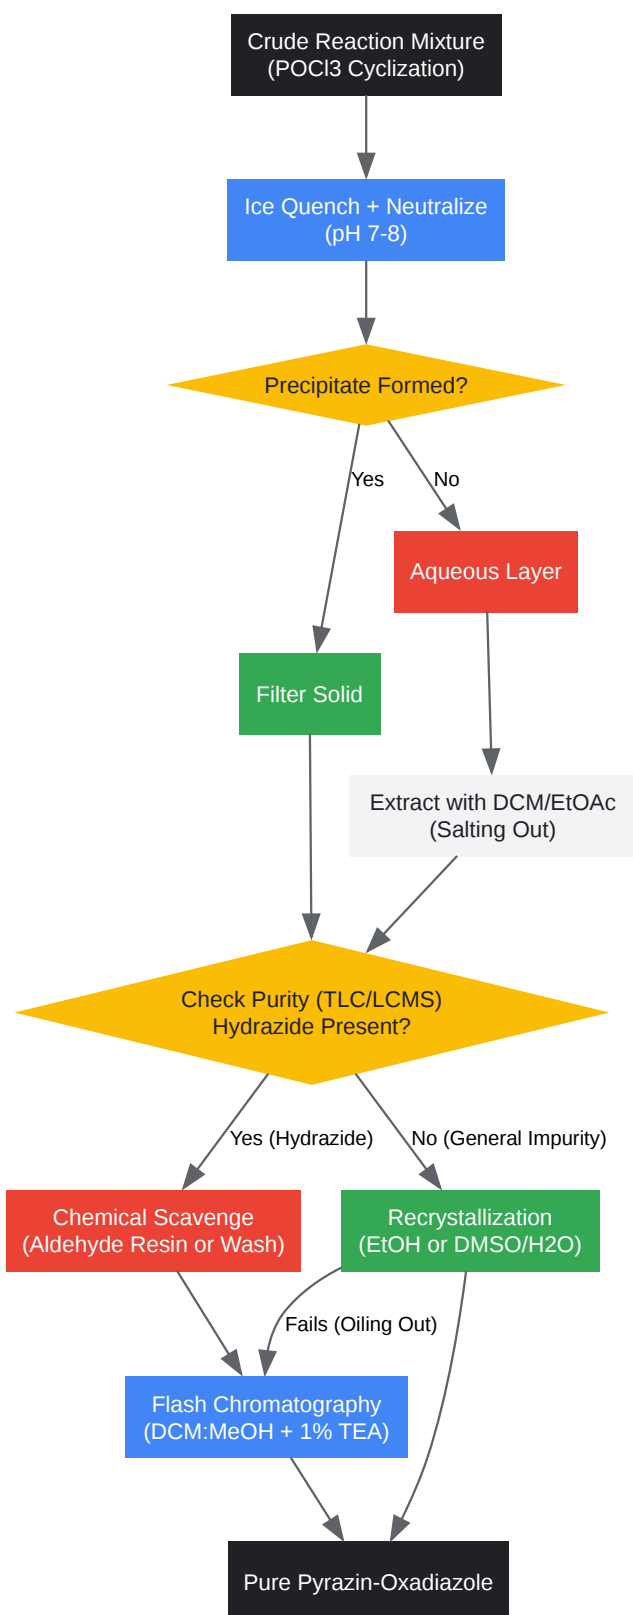 Crude Reaction Mixture
(POCl3 Cyclization)
Ice Quench + Neutralize
(pH 7-8)
Precipitate Formed?
Yes
No
Aqueous Layer
Filter Solid
Extract with DCM/EtOAc
(Salting Out)
Check Purity (TLC/LCMS)
Hydrazide Present?
Yes (Hydrazide)
No (General Impurity)
Chemical Scavenge
(Aldehyde Resin or Wash)
Recrystallization
(EtOH or DMSO/H2O)
Fails (Oiling Out)
Flash Chromatography
(DCM:MeOH + 1% TEA)
Pure Pyrazin-Oxadiazole